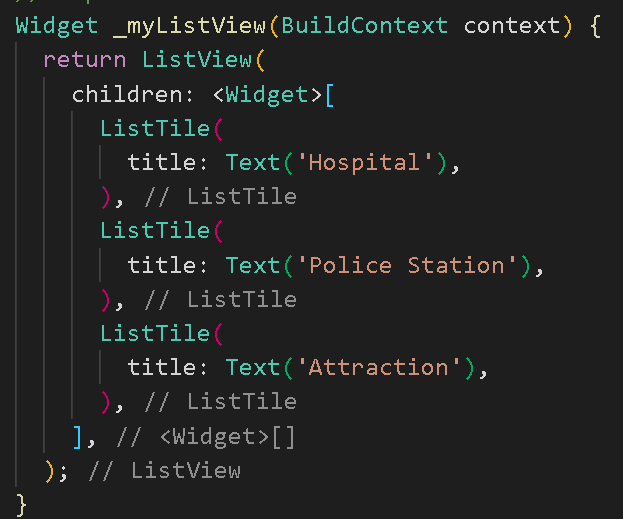 Widget _myListView(BuildContext context) {
return ListView(
children: <Widget>[
ListTile(
title: Text('Hospital'),
), // ListTile
ListTile(
title: Text('Police Station'),
), // ListTile
ListTile(
title: Text('Attraction'),
), // ListTile
], // <Widget>[]
); // ListView
}